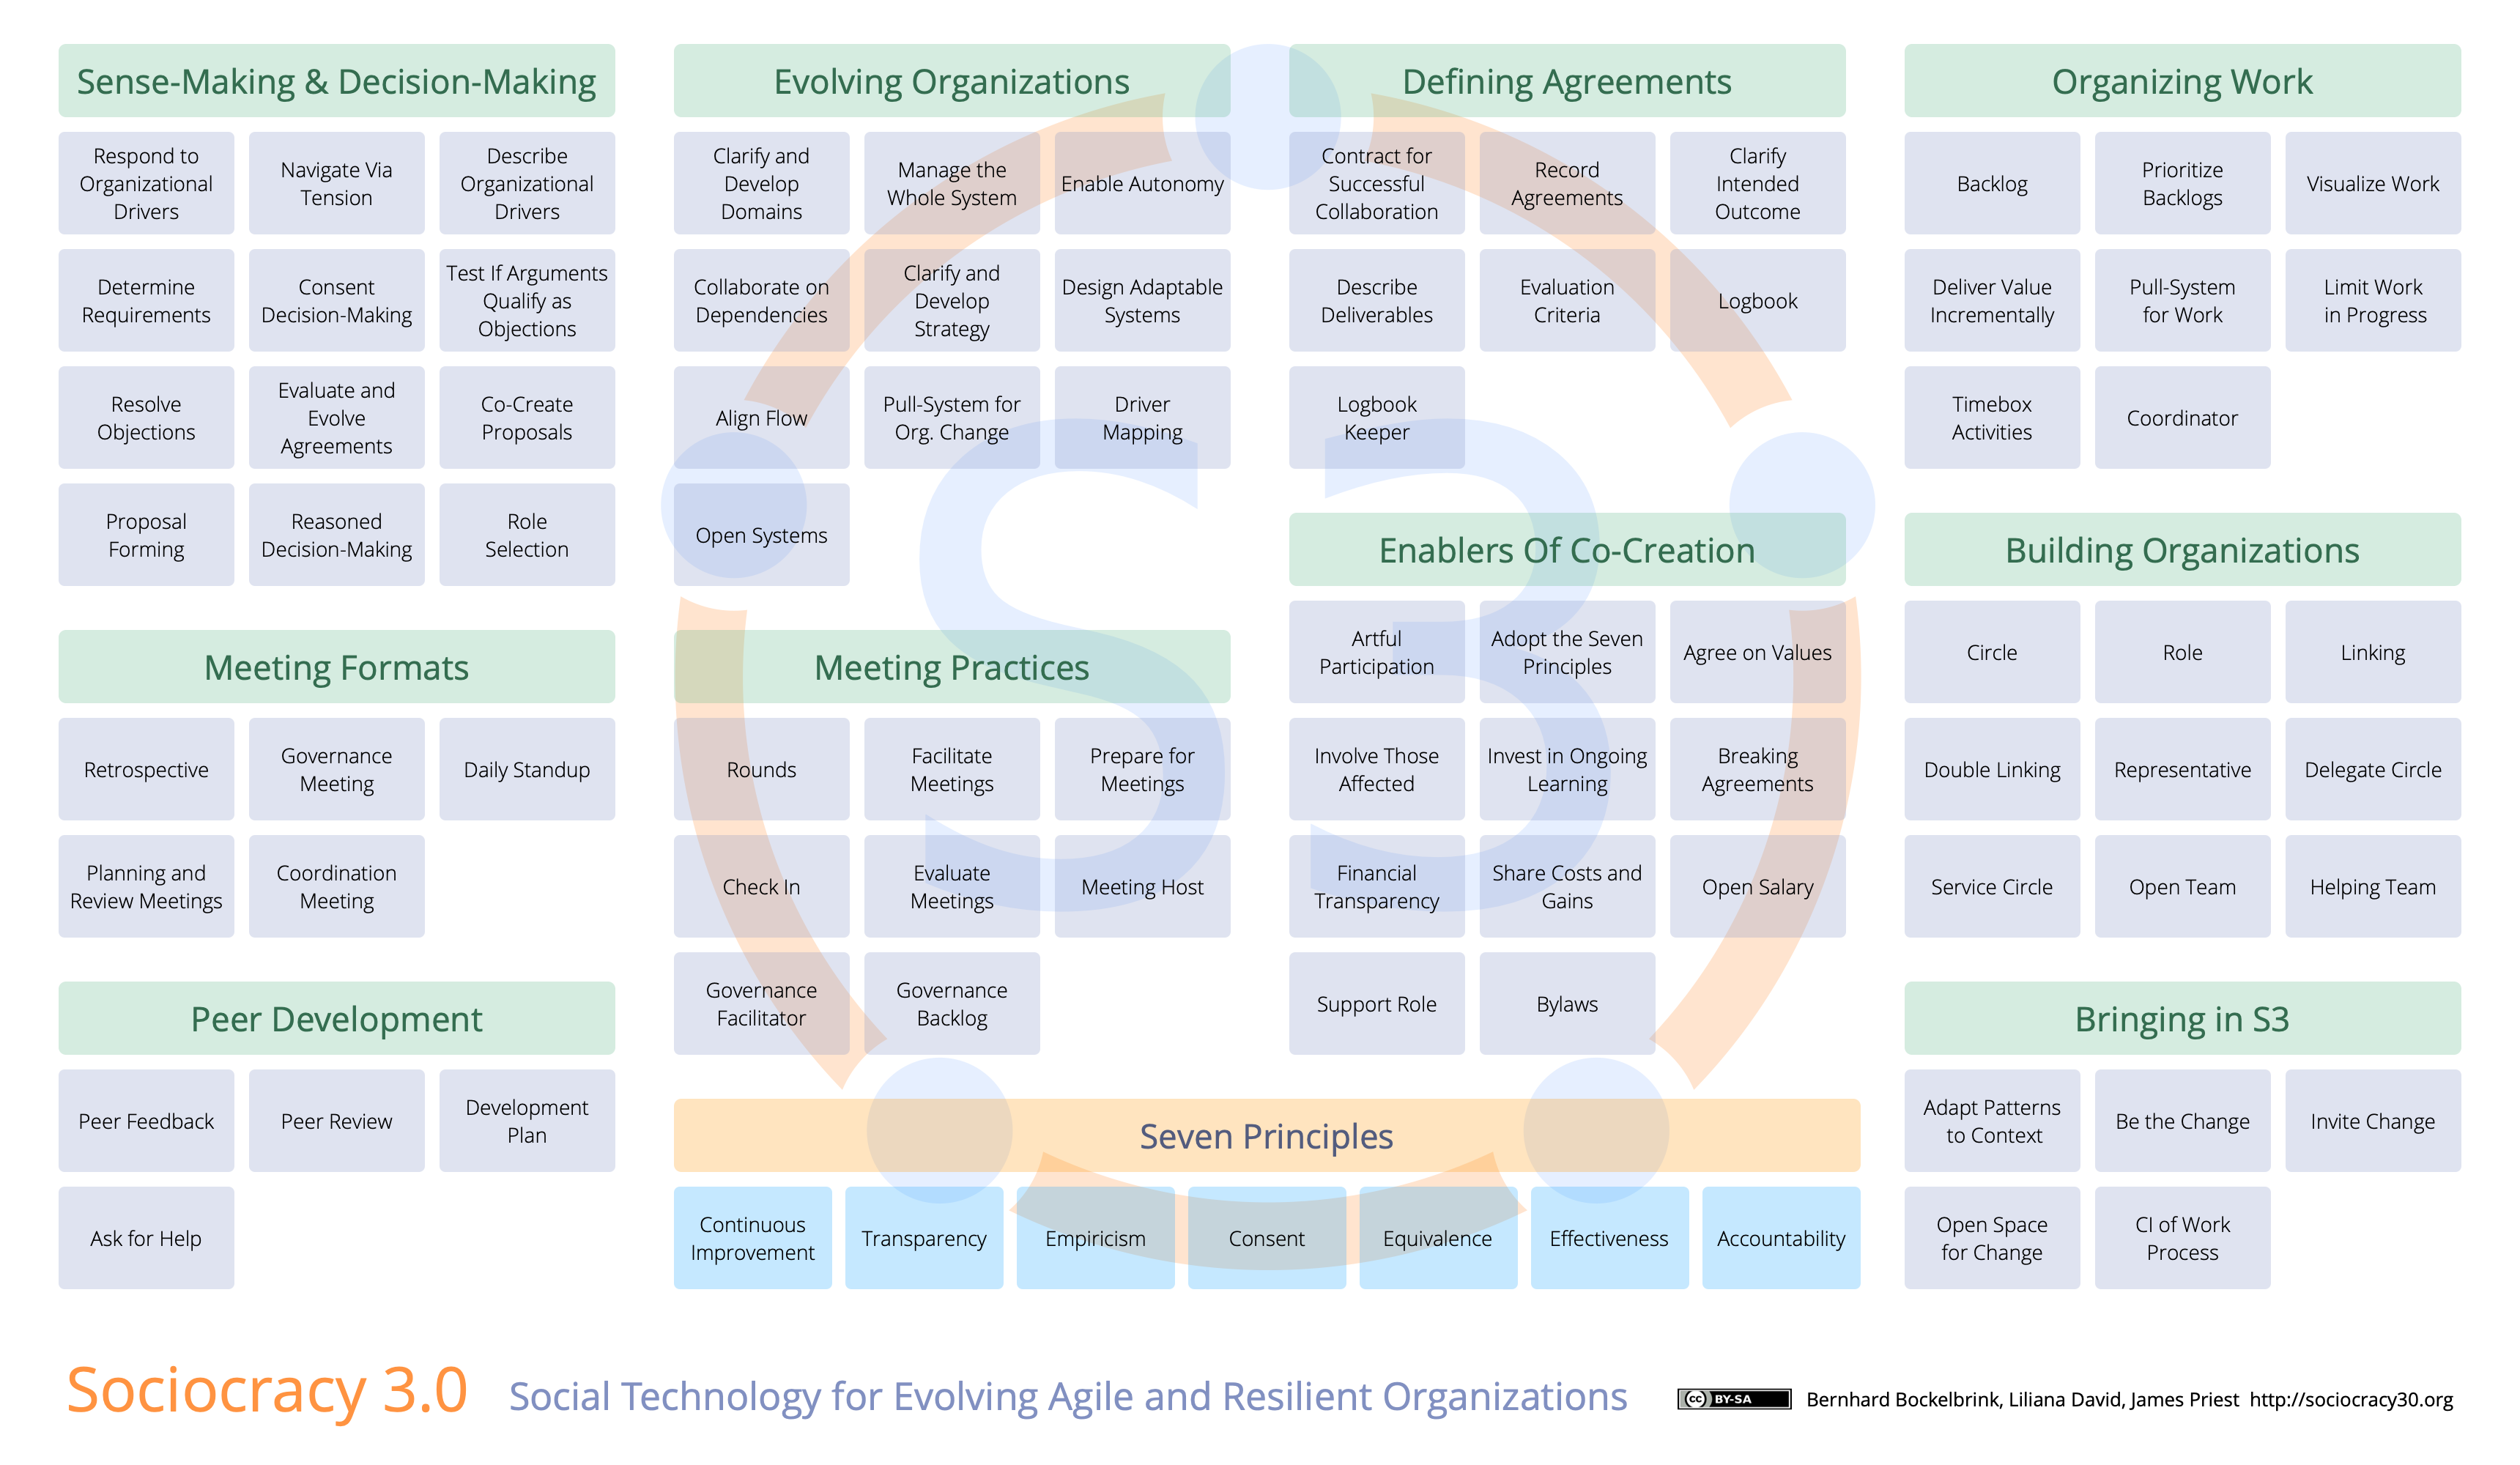 Sense-Making & Decision-Making
Respond to
Organizational
Drivers
Navigate Via
Tension
Describe
Organizational
Drivers
Determine
Requirements
Consent
Decision-Making
Test If Arguments
Qualify as
Objections
Resolve
Objections
Evaluate and
Evolve
Agreements
Co-Create
Proposals
Proposal
Forming
Reasoned
Decision-Making
Role
Selection
Meeting Formats
Retrospective
Governance
Meeting
Daily Standup
Planning and
Review Meetings
Coordination
Meeting
Peer Development
Peer Feedback
Peer Review
Development
Plan
Ask for Help
Evolving Organizations
Clarify and
Develop
Domains
Manage the
Whole System
Enable Autonomy
Collaborate on
Dependencies
Clarify and
Develop
Strategy
Design Adaptable
Systems
Align Flow
Pull-System for
Org. Change
Driver
Mapping
Open Systems
Meeting Practices
Rounds
Facilitate
Meetings
Prepare for
Meetings
Check In
Evaluate
Meetings
Meeting Host
Governance
Facilitator
Governance
Backlog
Defining Agreements
Contract for
Successful
Collaboration
Record
Agreements
Clarify
Intended
Outcome
Describe
Deliverables
Evaluation
Criteria
Logbook
Logbook
Keeper
Enablers Of Co-Creation
Artful
Participation
Adopt the Seven
Principles
Agree on Values
Involve Those
Affected
Invest in Ongoing
Learning
Breaking
Agreements
Financial
Transparency
Share Costs and
Gains
Open Salary
Support Role
Bylaws
Organizing Work
Backlog
Prioritize
Backlogs
Visualize Work
Deliver Value
Incrementally
Pull-System
for Work
Limit Work
in Progress
Timebox
Activities
Coordinator
Building Organizations
Circle
Role
Linking
Double Linking
Representative
Delegate Circle
Service Circle
Open Team
Helping Team
Bringing in S3
Adapt Patterns
to Context
Be the Change
Invite Change
Open Space
for Change
CI of Work
Process
Seven Principles
Continuous
Improvement
Transparency
Empiricism
Consent
Equivalence
Effectiveness
Accountability
S3
Sociocracy 3.0
Social Technology for Evolving Agile and Resilient Organizations
cc BY-SA
Bernhard Bockelbrink, Liliana David, James Priest http://sociocracy30.org